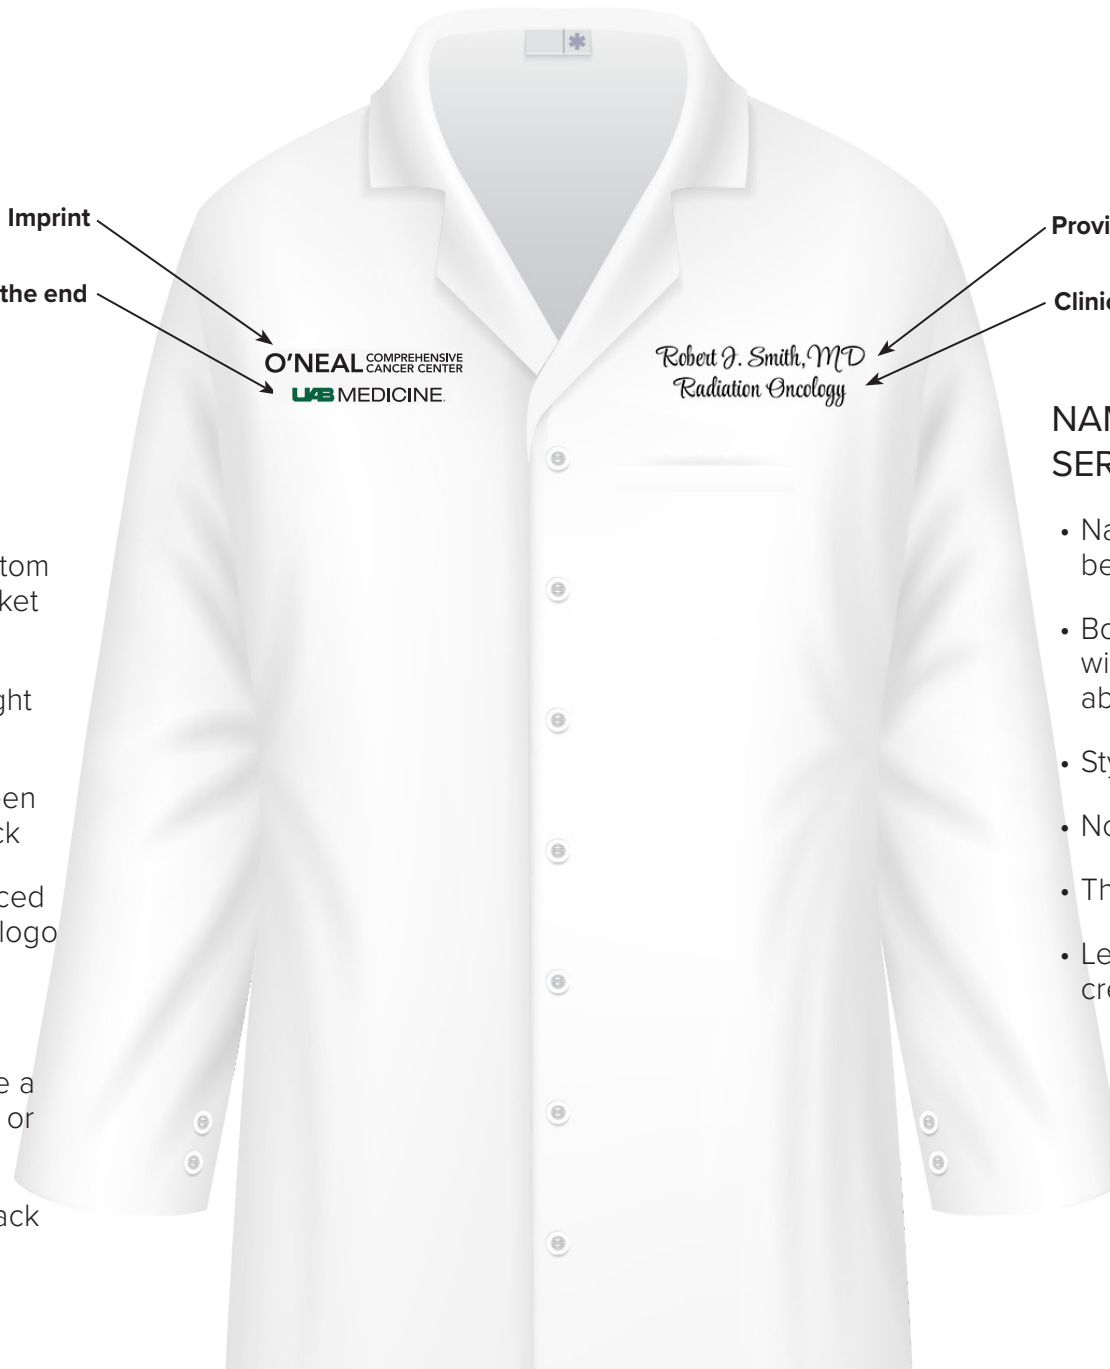 Imprint
the end
O'NEAL COMPREHENSIVE
CANCER CENTER
UAB MEDICINE
Robert J. Smith, MD
Radiation Oncology
tom
ket
ght
en
ck
ced
logo
e a
or
ack
Provi
Clinic
NAM
SER
• Na
be
• Bo
wi
ab
• Sty
• No
• Th
• Le
cre